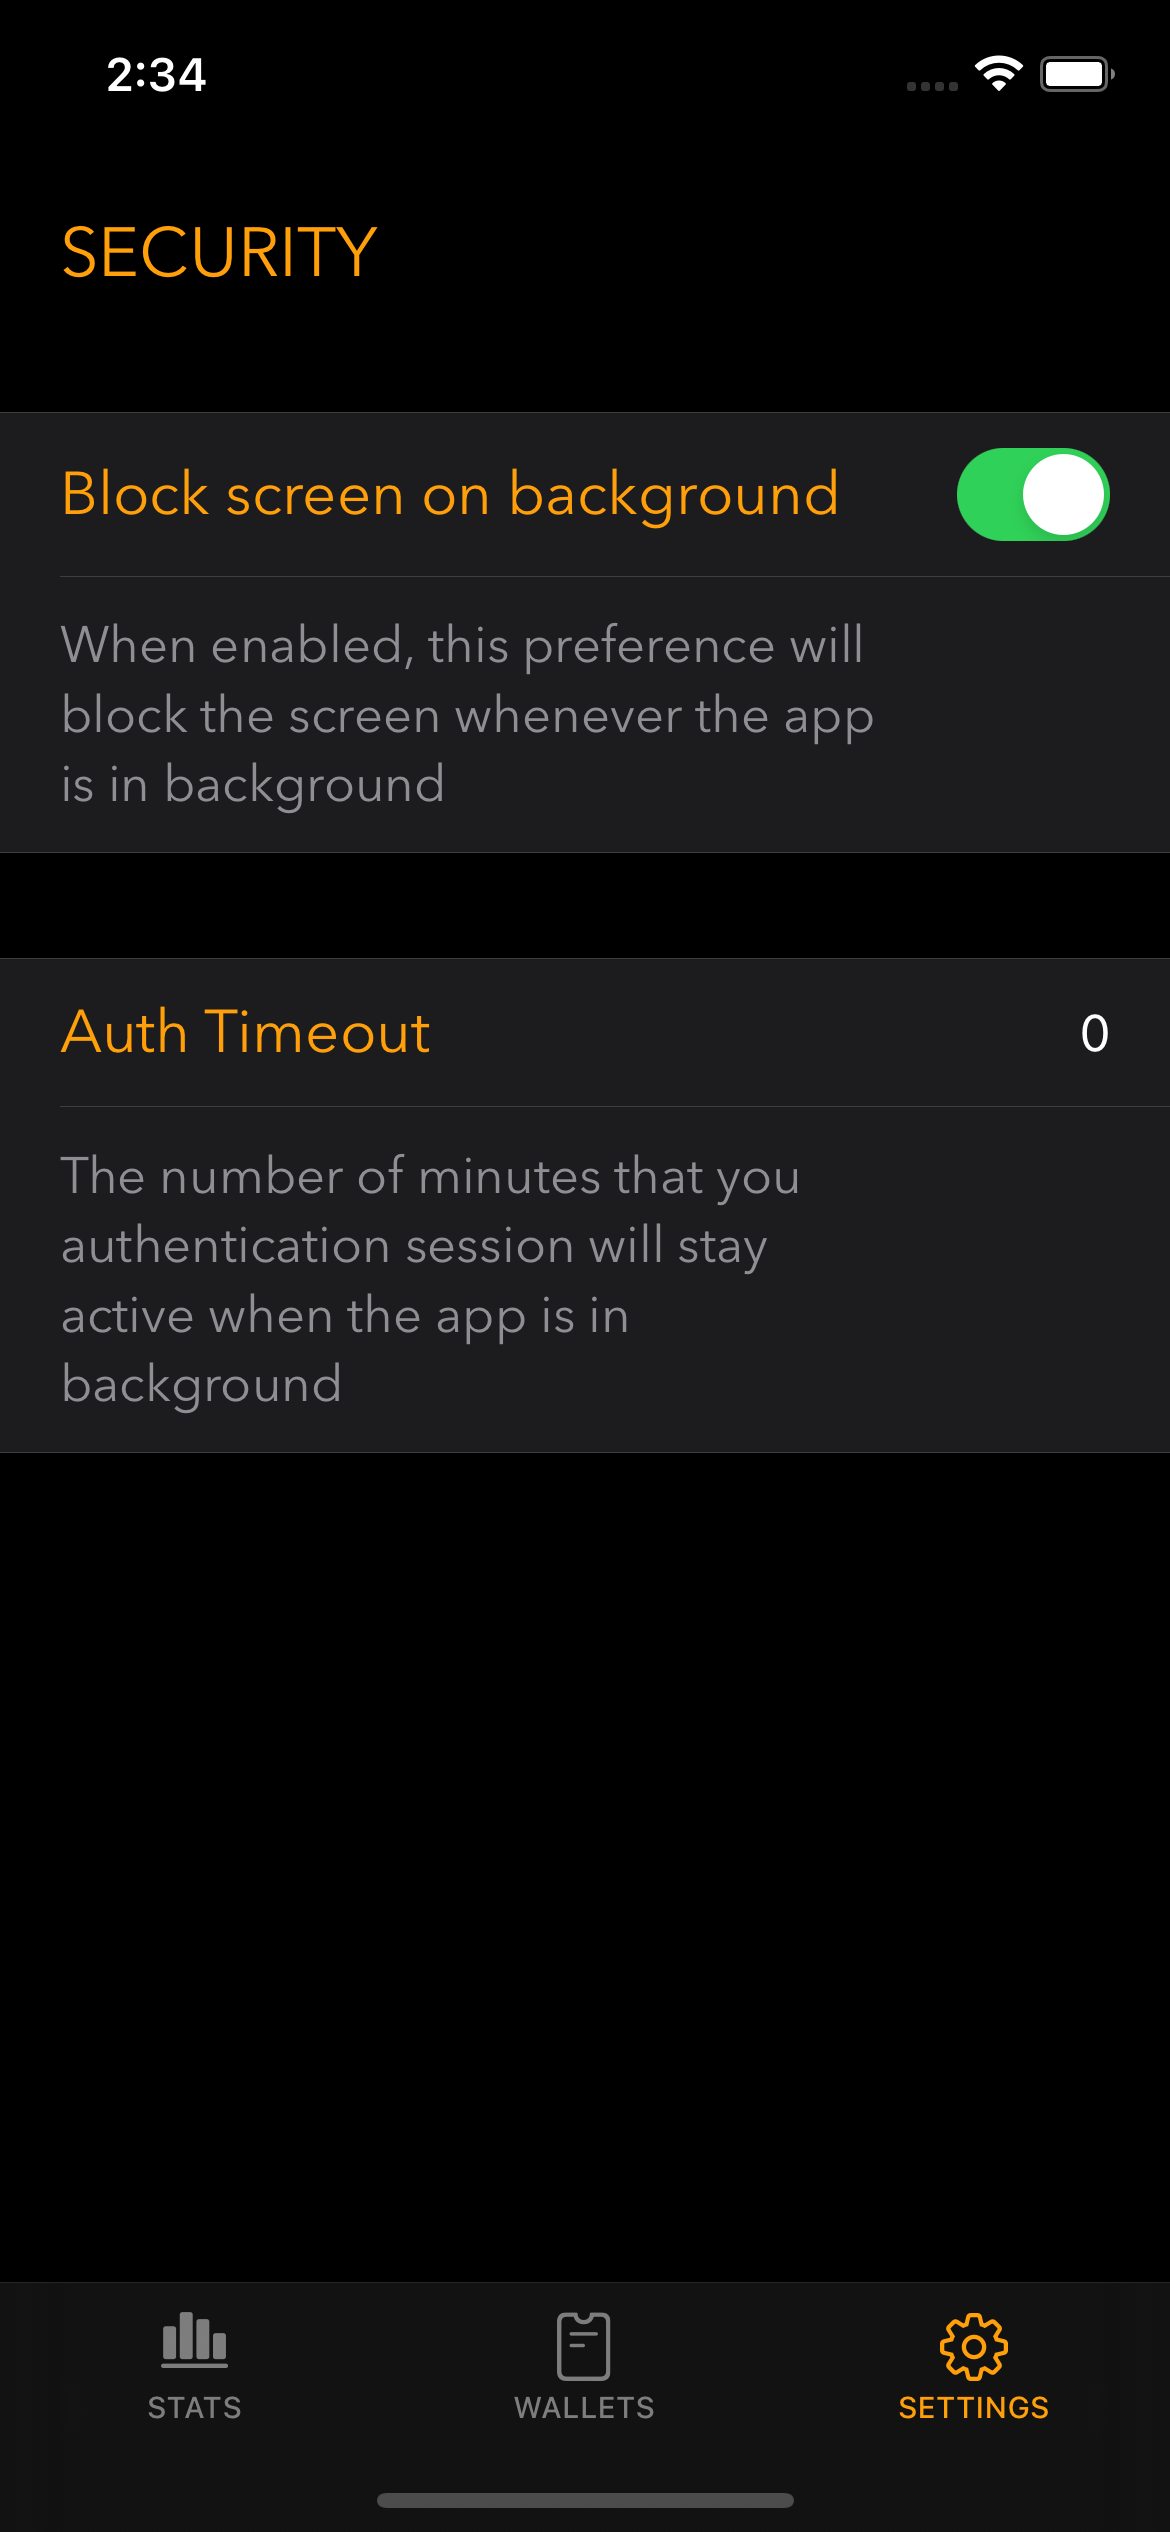 2:34
SECURITY
Block screen on background
When enabled, this preference will
block the screen whenever the app
is in background
Auth Timeout
0
The number of minutes that you
authentication session will stay
active when the app is in
background
STATS
WALLETS
SETTINGS